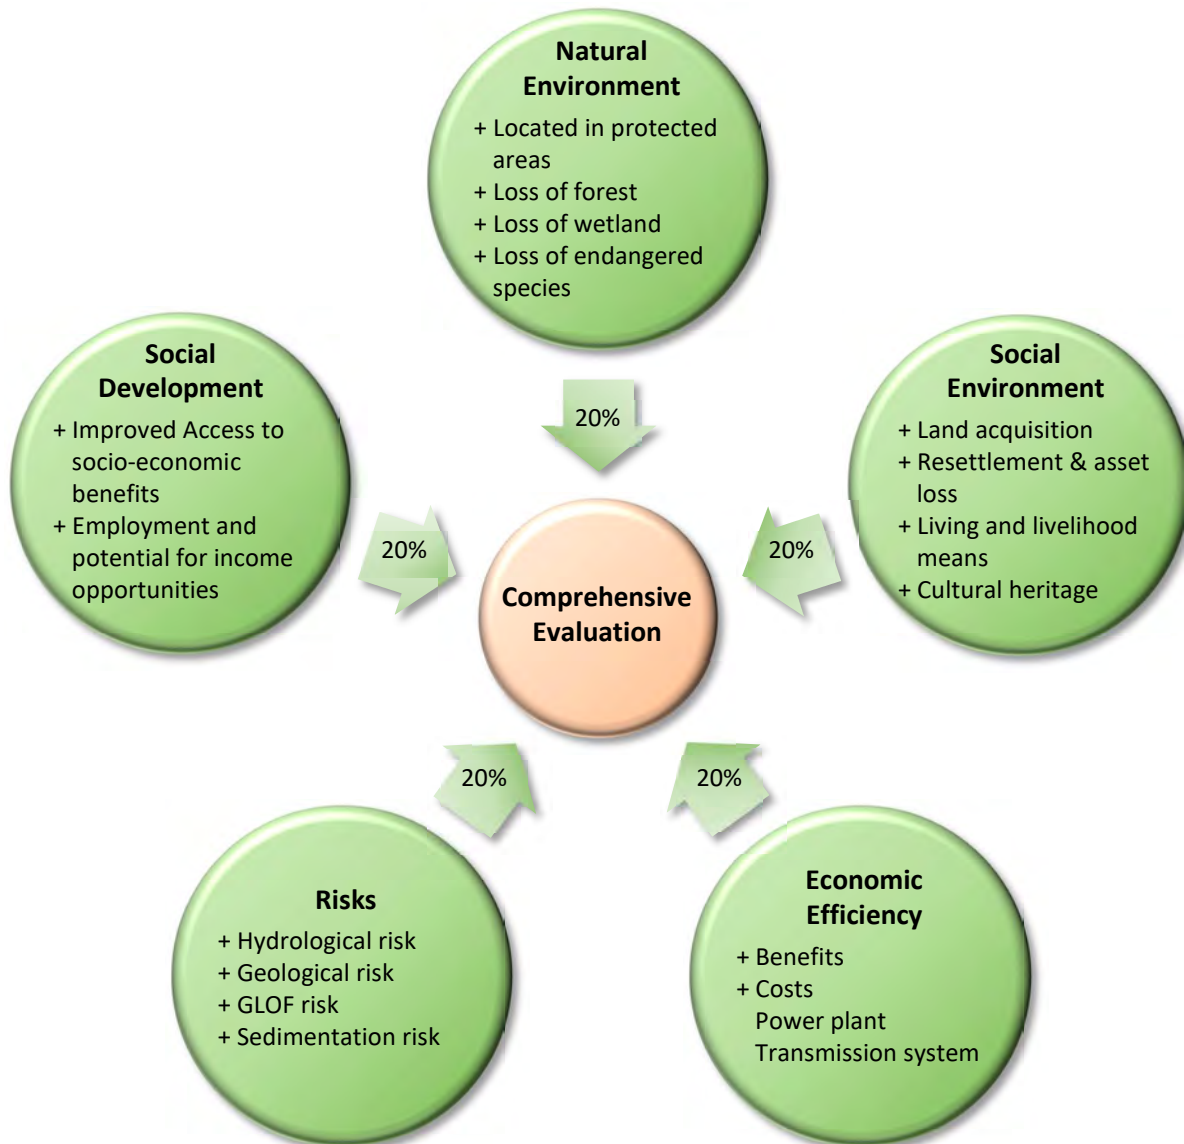 Natural
Environment
+ Located in protected
areas
+ Loss of forest
+ Loss of wetland
+ Loss of endangered
species
Social
Development
+ Improved Access to
socio-economic
benefits
+ Employment and
potential for income
opportunities
Social
Environment
+ Land acquisition
+ Resettlement & asset
loss
+ Living and livelihood
means
+ Cultural heritage
20%
20%
20%
Comprehensive
Evaluation
20%
20%
Risks
+ Hydrological risk
+ Geological risk
+ GLOF risk
+ Sedimentation risk
Economic
Efficiency
+ Benefits
+ Costs
Power plant
Transmission system